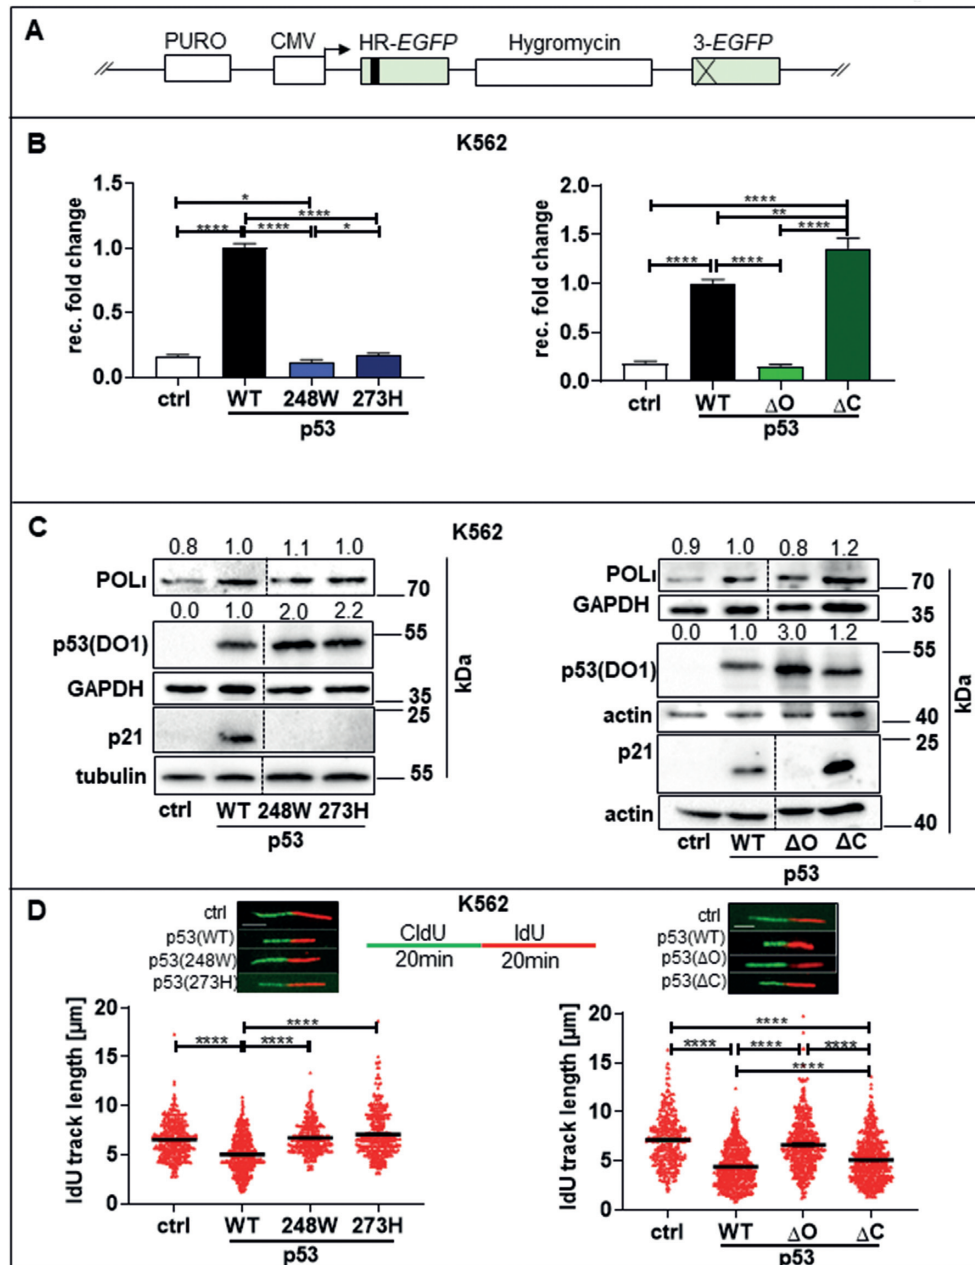 A
PURO CMV HR-EGFP Hygromycin 3-EGFP
B
K562
rec. fold change
1.5
1.0
0.5
0.0
*
****
**** **** *
ctrl WT 248W 273H
p53
rec. fold change
2.0
1.5
1.0
0.5
0.0
****
**
****
**** ****
ctrl WT ΔO ΔC
p53
C
K562
0.8 1.0 1.1 1.0
POLι
70
0.0 1.0 2.0 2.2
p53(DO1)
55
GAPDH
35
25
p21
tubulin
55
kDa
ctrl WT 248W 273H
p53
0.9 1.0 0.8 1.2
POLι
70
GAPDH
35
0.0 1.0 3.0 1.2
p53(DO1)
55
actin
40
p21
25
actin
40
kDa
ctrl WT ΔO ΔC
p53
D
K562
ctrl
p53(WT)
p53(248W)
p53(273H)
CldU IdU
20min 20min
ctrl
p53(WT)
p53(ΔO)
p53(ΔC)
IdU track length [µm]
20
15
10
5
0
****
**** ****
ctrl WT 248W 273H
p53
IdU track length [µm]
20
15
10
5
0
****
**** **** ****
****
ctrl WT ΔO ΔC
p53